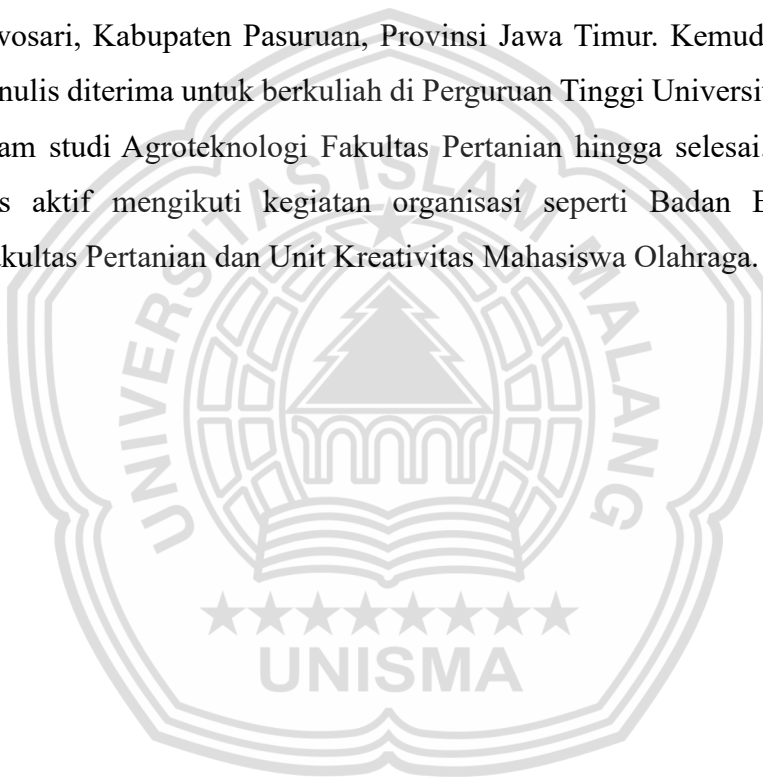 vosari, Kabupaten Pasuruan, Provinsi Jawa Timur. Kemud
nulis diterima untuk berkuliah di Perguruan Tinggi Universit
am studi Agroteknologi Fakultas Pertanian hingga selesai.
s aktif mengikuti kegiatan organisasi seperti Badan E
kultas Pertanian dan Unit Kreativitas Mahasiswa Olahraga.
UNIVERSITAS ISLAM MALANG
UNISMA